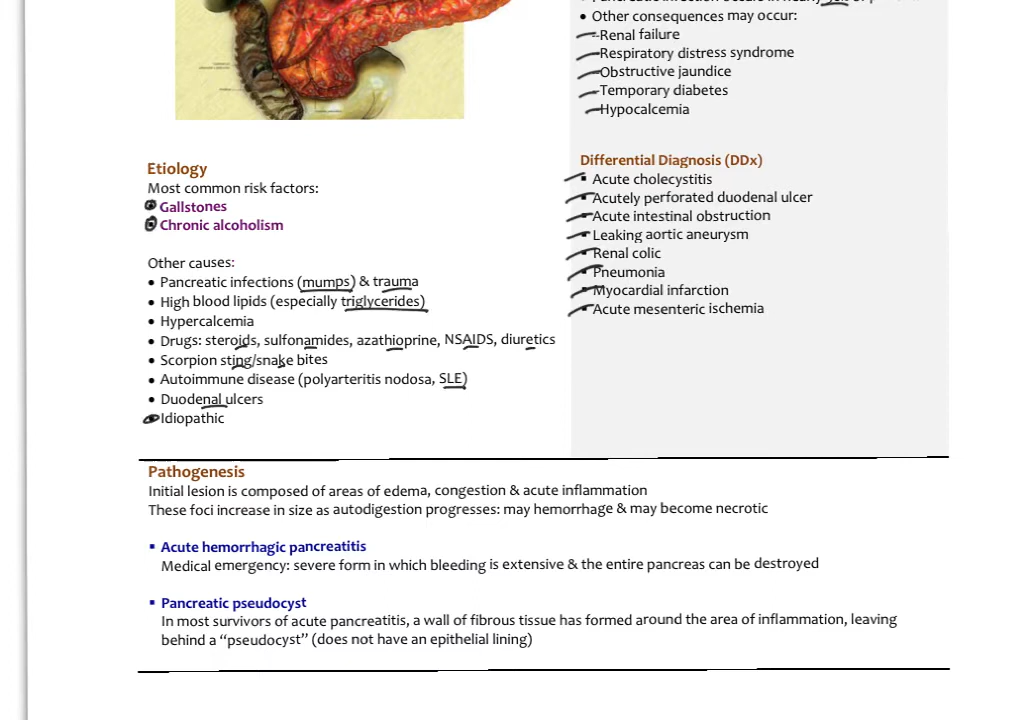 Other consequences may occur:
Renal failure
Respiratory distress syndrome
Obstructive jaundice
Temporary diabetes
Hypocalcemia
Etiology
Most common risk factors:
Gallstones
Chronic alcoholism
Other causes:
• Pancreatic infections (mumps) & trauma
• High blood lipids (especially triglycerides)
• Hypercalcemia
• Drugs: steroids, sulfonamides, azathioprine, NSAIDS, diuretics
• Scorpion sting/snake bites
• Autoimmune disease (polyarteritis nodosa, SLE)
• Duodenal ulcers
• Idiopathic
Differential Diagnosis (DDx)
▪ Acute cholecystitis
▪ Acutely perforated duodenal ulcer
▪ Acute intestinal obstruction
▪ Leaking aortic aneurysm
▪ Renal colic
▪ Pneumonia
▪ Myocardial infarction
▪ Acute mesenteric ischemia
Pathogenesis
Initial lesion is composed of areas of edema, congestion & acute inflammation
These foci increase in size as autodigestion progresses: may hemorrhage & may become necrotic
▪ Acute hemorrhagic pancreatitis
Medical emergency: severe form in which bleeding is extensive & the entire pancreas can be destroyed
▪ Pancreatic pseudocyst
In most survivors of acute pancreatitis, a wall of fibrous tissue has formed around the area of inflammation, leaving
behind a “pseudocyst” (does not have an epithelial lining)